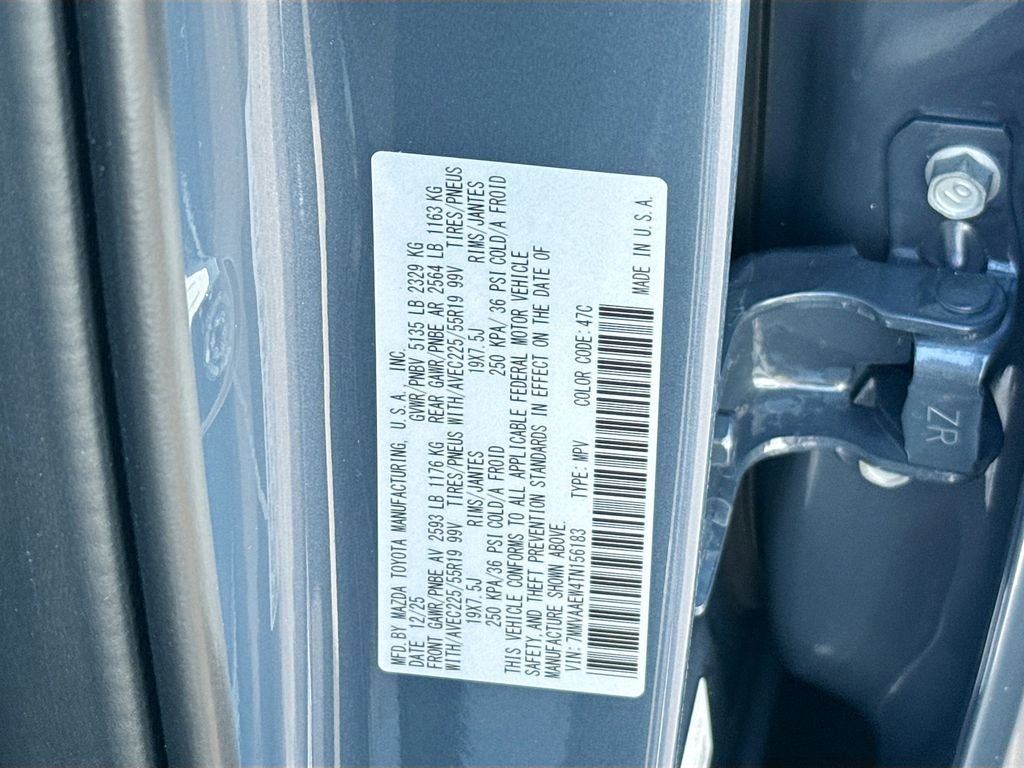 MFD.BY MAZDA TOYOTA MANUFACTURING, U.S.A., INC.
DATE 12/25 GVWR/PNBV 5135 LB 2329 KG
FRONT GAWR/PNBE AV 2593 LB 1176 KG REAR GAWR/PNBE AR 2564 LB 1163 KG
WITH/AVEC225/55R19 99V TIRES/PNEUS WITH/AVEC225/55R19 99V TIRES/PNEUS
19X7.5J RIMS/JANTES 19X7.5J RIMS/JANTES
250 KPA/36 PSI COLD/A FROID 250 KPA/36 PSI COLD/A FROID
THIS VEHICLE CONFORMS TO ALL APPLICABLE FEDERAL MOTOR VEHICLE
SAFETY, AND THEFT PREVENTION STANDARDS IN EFFECT ON THE DATE OF
MANUFACTURE SHOWN ABOVE.
VIN: 7MMVAAEW4TN156183 TYPE: MPV COLOR CODE: 47C
MADE IN U.S.A.
ZR